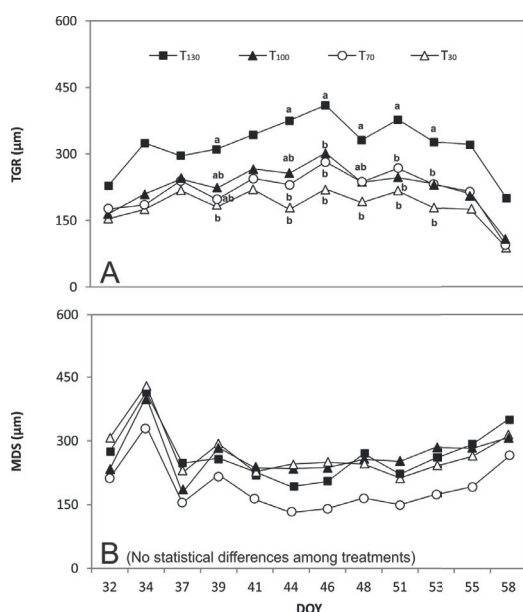 600
450
300
150
0
TGR (µm)
T130 T100 T70 T30
a a a a a a
ab ab b ab b b
ab b b b b
b b b b b b
A
600
450
300
150
0
MDS (µm)
B (No statistical differences among treatments)
32 34 37 39 41 44 46 48 51 53 55 58
DOY